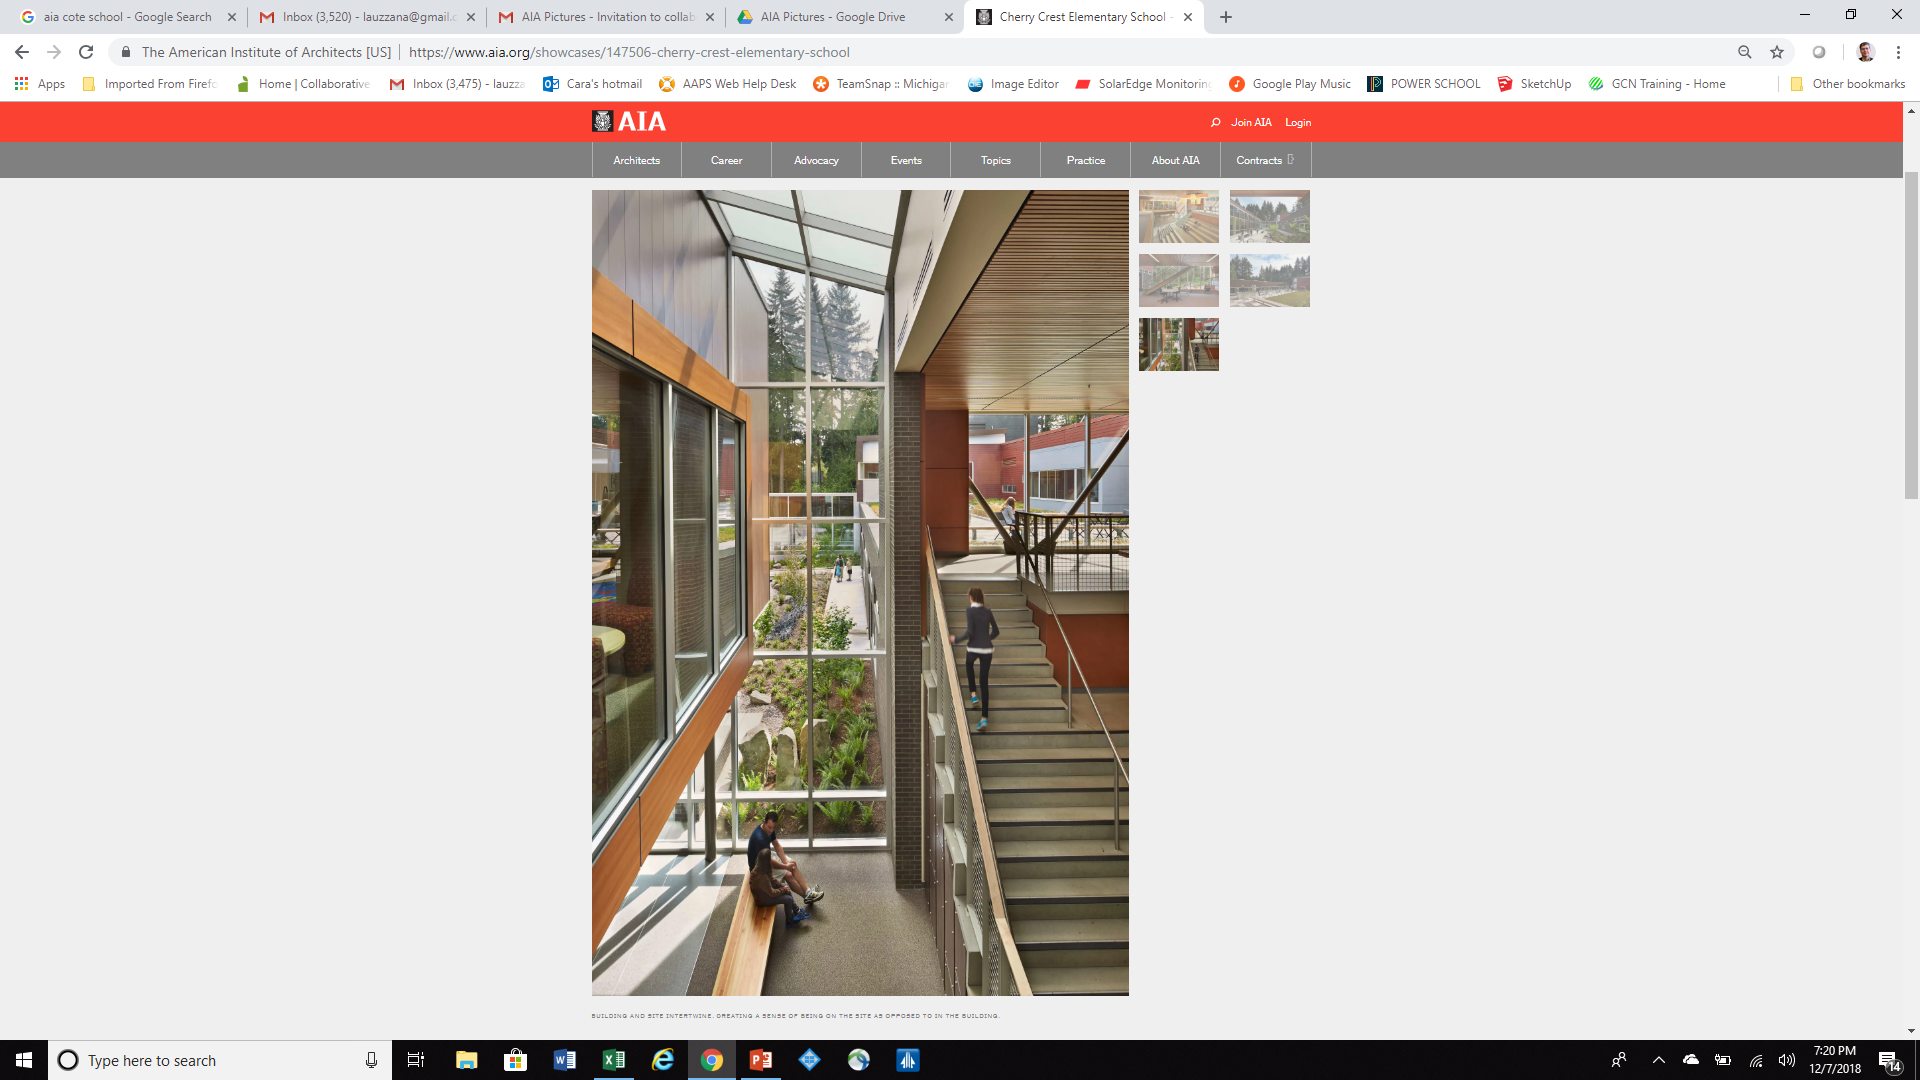 aia cote school - Google Search
Inbox (3,520) - lauzzana@gmail.c
AIA Pictures - Invitation to collab
AIA Pictures - Google Drive
Cherry Crest Elementary School -
The American Institute of Architects [US] https://www.aia.org/showcases/147506-cherry-crest-elementary-school
Apps Imported From Firefo Home | Collaborative Inbox (3,475) - lauzza Cara's hotmail AAPS Web Help Desk TeamSnap :: Michigan Image Editor SolarEdge Monitoring Google Play Music POWER SCHOOL SketchUp GCN Training - Home Other bookmarks
AIA Join AIA Login
Architects Career Advocacy Events Topics Practice About AIA Contracts
BUILDING AND SITE INTERTWINE. CREATING A SENSE OF BEING ON THE SITE AS OPPOSED TO IN THE BUILDING.
Type here to search
7:20 PM
12/7/2018
14